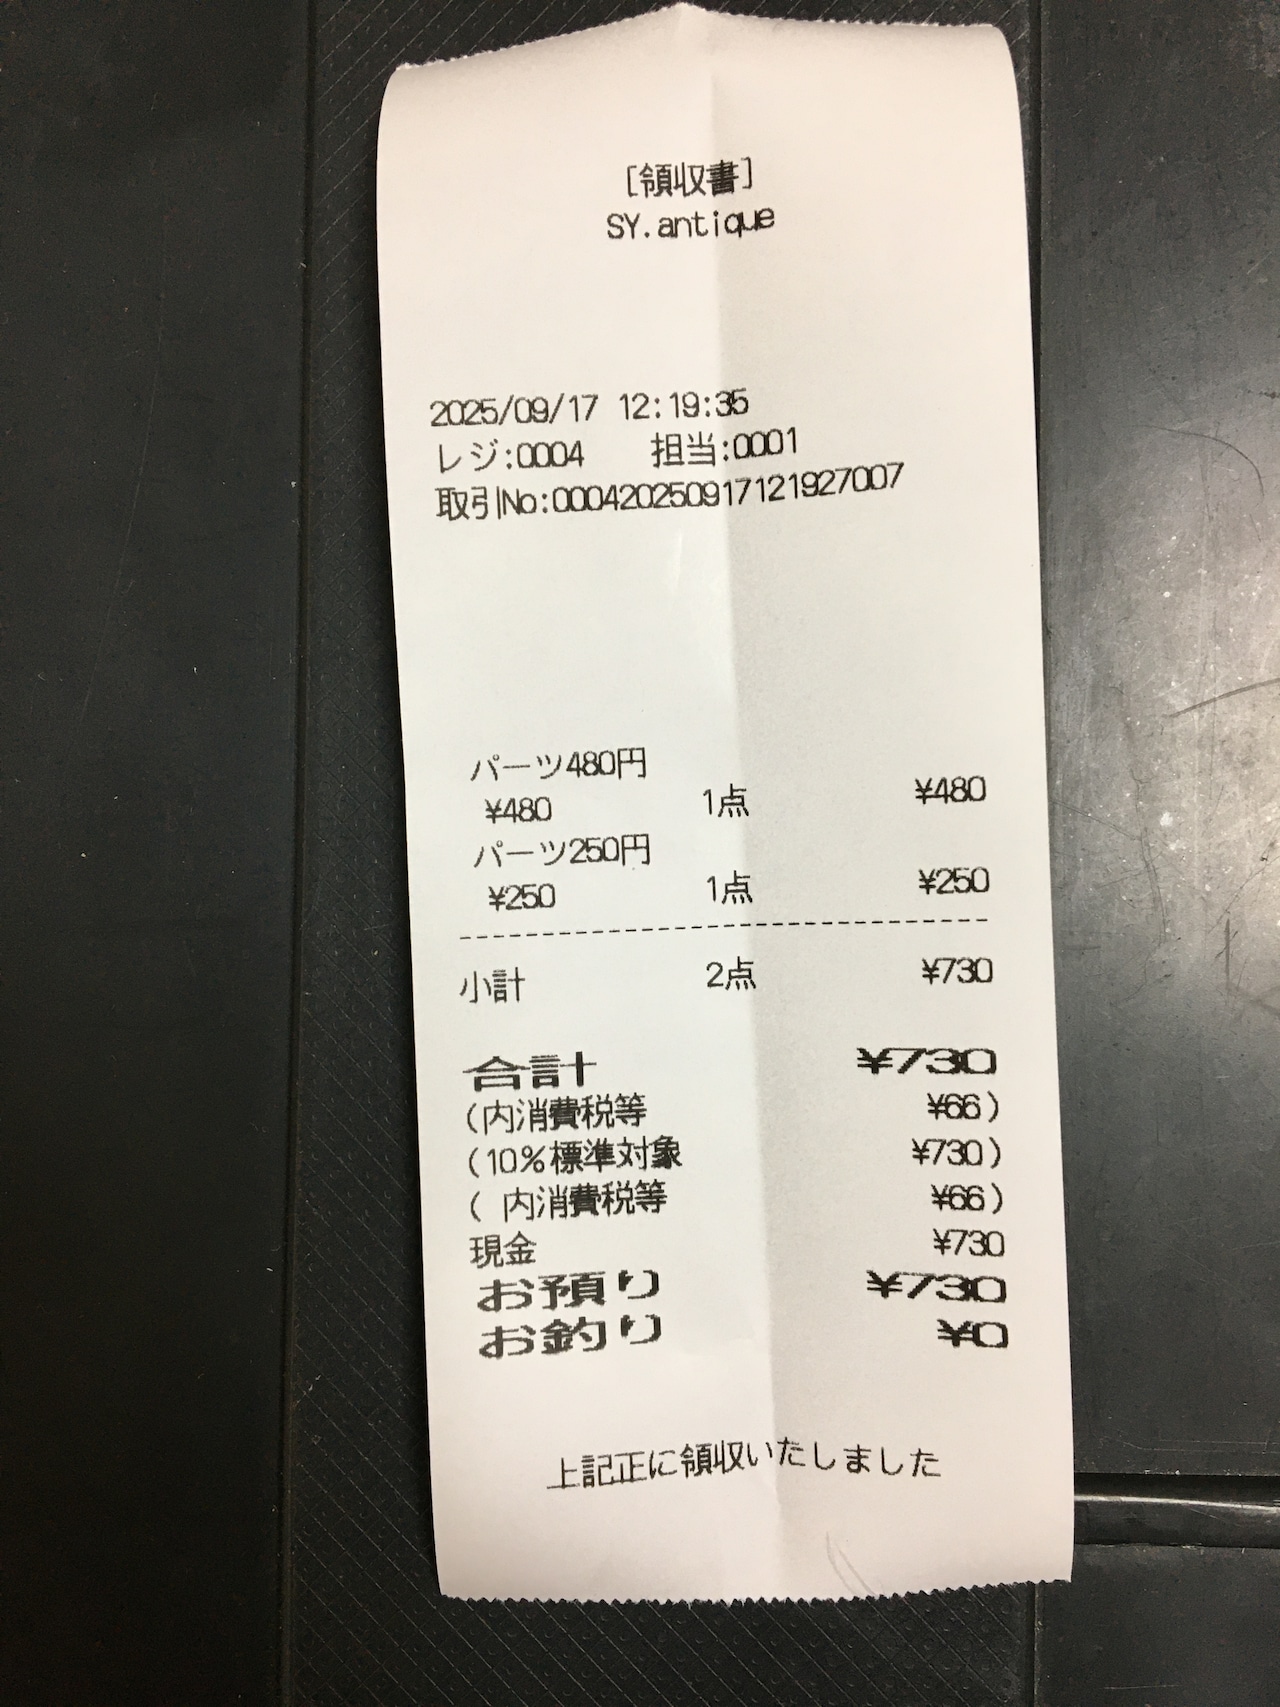 [領収書]
SY.antique
2025/09/17 12:19:35
レジ:0004 担当:0001
取引No:000420250917121927007
パーツ480円
¥480 1点 ¥480
パーツ250円
¥250 1点 ¥250
小計 2点 ¥730
合計 ¥730
(内消費税等 ¥66)
(10%標準対象 ¥730)
( 内消費税等 ¥66)
現金 ¥730
お預り ¥730
お釣り ¥0
上記正に領収いたしました